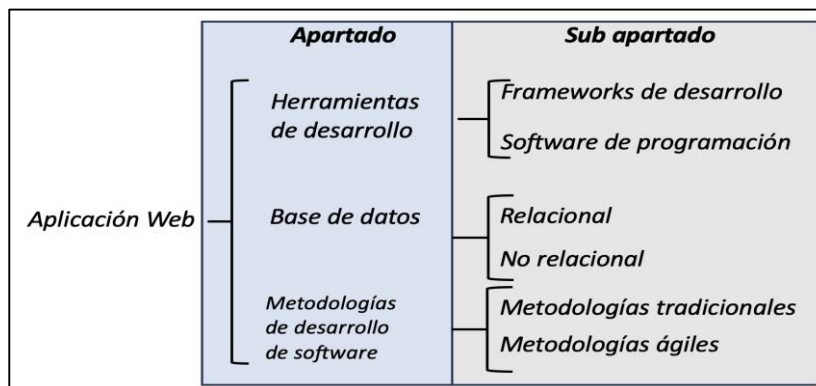 Apartado
Sub apartado
Aplicación Web
Herramientas
de desarrollo
Frameworks de desarrollo
Software de programación
Base de datos
Relacional
No relacional
Metodologías
de desarrollo
de software
Metodologías tradicionales
Metodologías ágiles